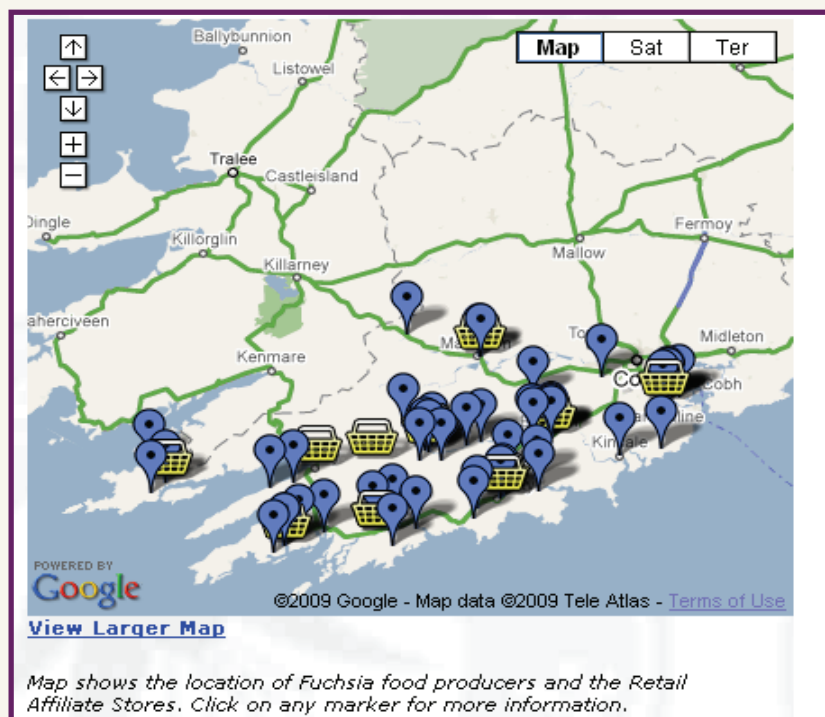 Ballybunnion
Map Sat Ter
Listowel
Tralee
Castleisland
Dingle
Fermoy
Killorglin
Mallow
Killarney
aherciveen
Midleton
Kenmare
Cobh
Kinsale
POWERED BY
Google
©2009 Google - Map data ©2009 Tele Atlas - Terms of Use
View Larger Map
Map shows the location of Fuchsia food producers and the Retail
Affiliate Stores. Click on any marker for more information.